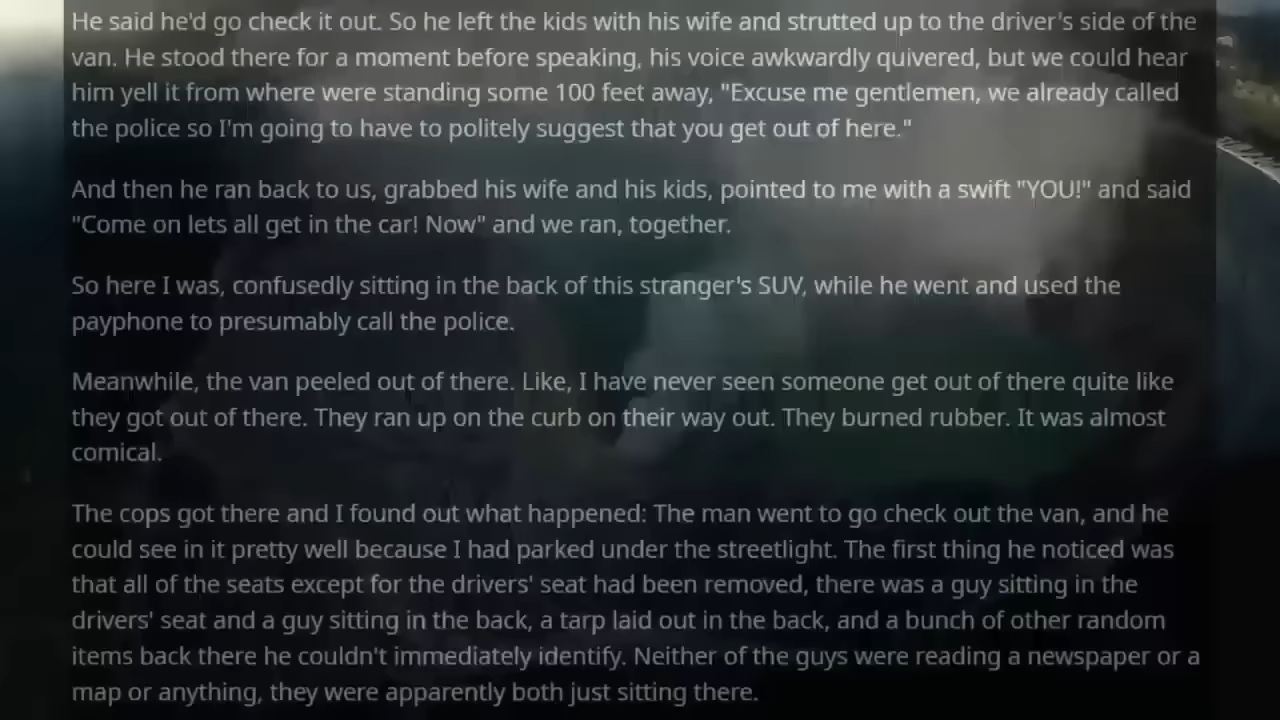 He said he'd go check it out. So he left the kids with his wife and strutted up to the driver's side of the
van. He stood there for a moment before speaking, his voice awkwardly quivered, but we could hear
him yell it from where were standing some 100 feet away, "Excuse me gentlemen, we already called
the police so I'm going to have to politely suggest that you get out of here."
And then he ran back to us, grabbed his wife and his kids, pointed to me with a swift "YOU!" and said
"Come on lets all get in the car! Now" and we ran, together.
So here I was, confusedly sitting in the back of this stranger's SUV, while he went and used the
payphone to presumably call the police.
Meanwhile, the van peeled out of there. Like, I have never seen someone get out of there quite like
they got out of there. They ran up on the curb on their way out. They burned rubber. It was almost
comical.
The cops got there and I found out what happened: The man went to go check out the van, and he
could see in it pretty well because I had parked under the streetlight. The first thing he noticed was
that all of the seats except for the drivers' seat had been removed, there was a guy sitting in the
drivers' seat and a guy sitting in the back, a tarp laid out in the back, and a bunch of other random
items back there he couldn't immediately identify. Neither of the guys were reading a newspaper or a
map or anything, they were apparently both just sitting there.